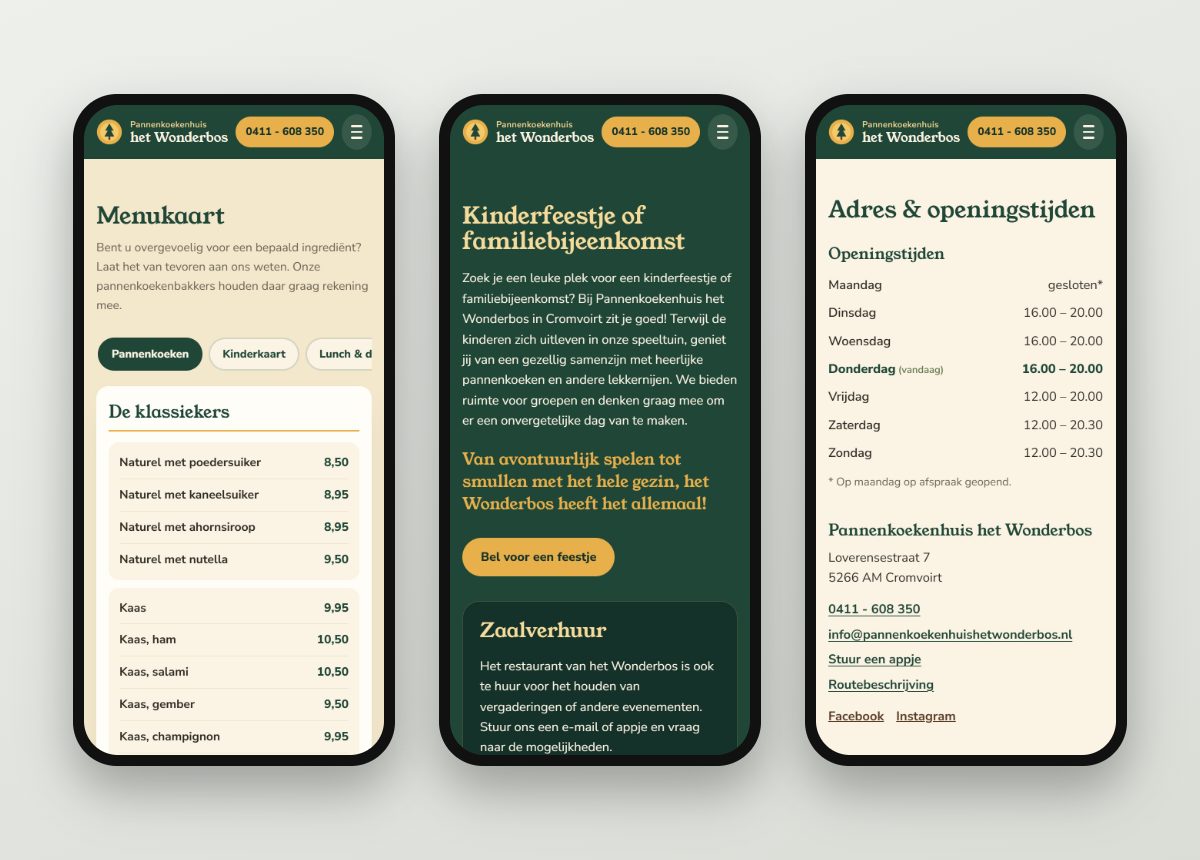 Pannenkoekenhuis
het Wonderbos
0411 - 608 350
Menukaart
Bent u overgevoelig voor een bepaald ingrediënt?
Laat het van tevoren aan ons weten. Onze
pannenkoekenbakkers houden daar graag rekening
mee.
Pannenkoeken
Kinderkaart
Lunch & d
De klassiekers
Naturel met poedersuiker 8,50
Naturel met kaneelsuiker 8,95
Naturel met ahornsiroop 8,95
Naturel met nutella 9,50
Kaas 9,95
Kaas, ham 10,50
Kaas, salami 10,50
Kaas, gember 9,50
Kaas, champignon 9,95
Pannenkoekenhuis
het Wonderbos
0411 - 608 350
Kinderfeestje of
familiebijeenkomst
Zoek je een leuke plek voor een kinderfeestje of
familiebijeenkomst? Bij Pannenkoekenhuis het
Wonderbos in Cromvoirt zit je goed! Terwijl de
kinderen zich uitleven in onze speeltuin, geniet
jij van een gezellig samenzijn met heerlijke
pannenkoeken en andere lekkernijen. We bieden
ruimte voor groepen en denken graag mee om
er een onvergetelijke dag van te maken.
Van avontuurlijk spelen tot
smullen met het hele gezin, het
Wonderbos heeft het allemaal!
Bel voor een feestje
Zaalverhuur
Het restaurant van het Wonderbos is ook
te huur voor het houden van
vergaderingen of andere evenementen.
Stuur ons een e-mail of appje en vraag
naar de mogelijkheden.
Pannenkoekenhuis
het Wonderbos
0411 - 608 350
Adres & openingstijden
Openingstijden
Maandag gesloten*
Dinsdag 16.00 – 20.00
Woensdag 16.00 – 20.00
Donderdag (vandaag) 16.00 – 20.00
Vrijdag 12.00 – 20.00
Zaterdag 12.00 – 20.30
Zondag 12.00 – 20.30
* Op maandag op afspraak geopend.
Pannenkoekenhuis het Wonderbos
Loverensestraat 7
5266 AM Cromvoirt
0411 - 608 350
info@pannenkoekenhuishetwonderbos.nl
Stuur een appje
Routebeschrijving
Facebook Instagram